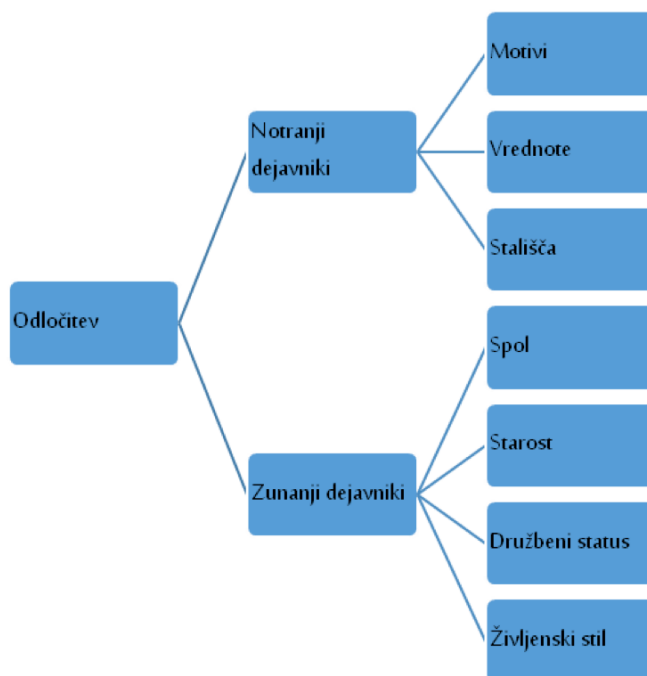 Odločitev
Notranji
dejavniki
Motivi
Vrednote
Stališča
Zunanji dejavniki
Spol
Starost
Družbeni status
Življenski stil